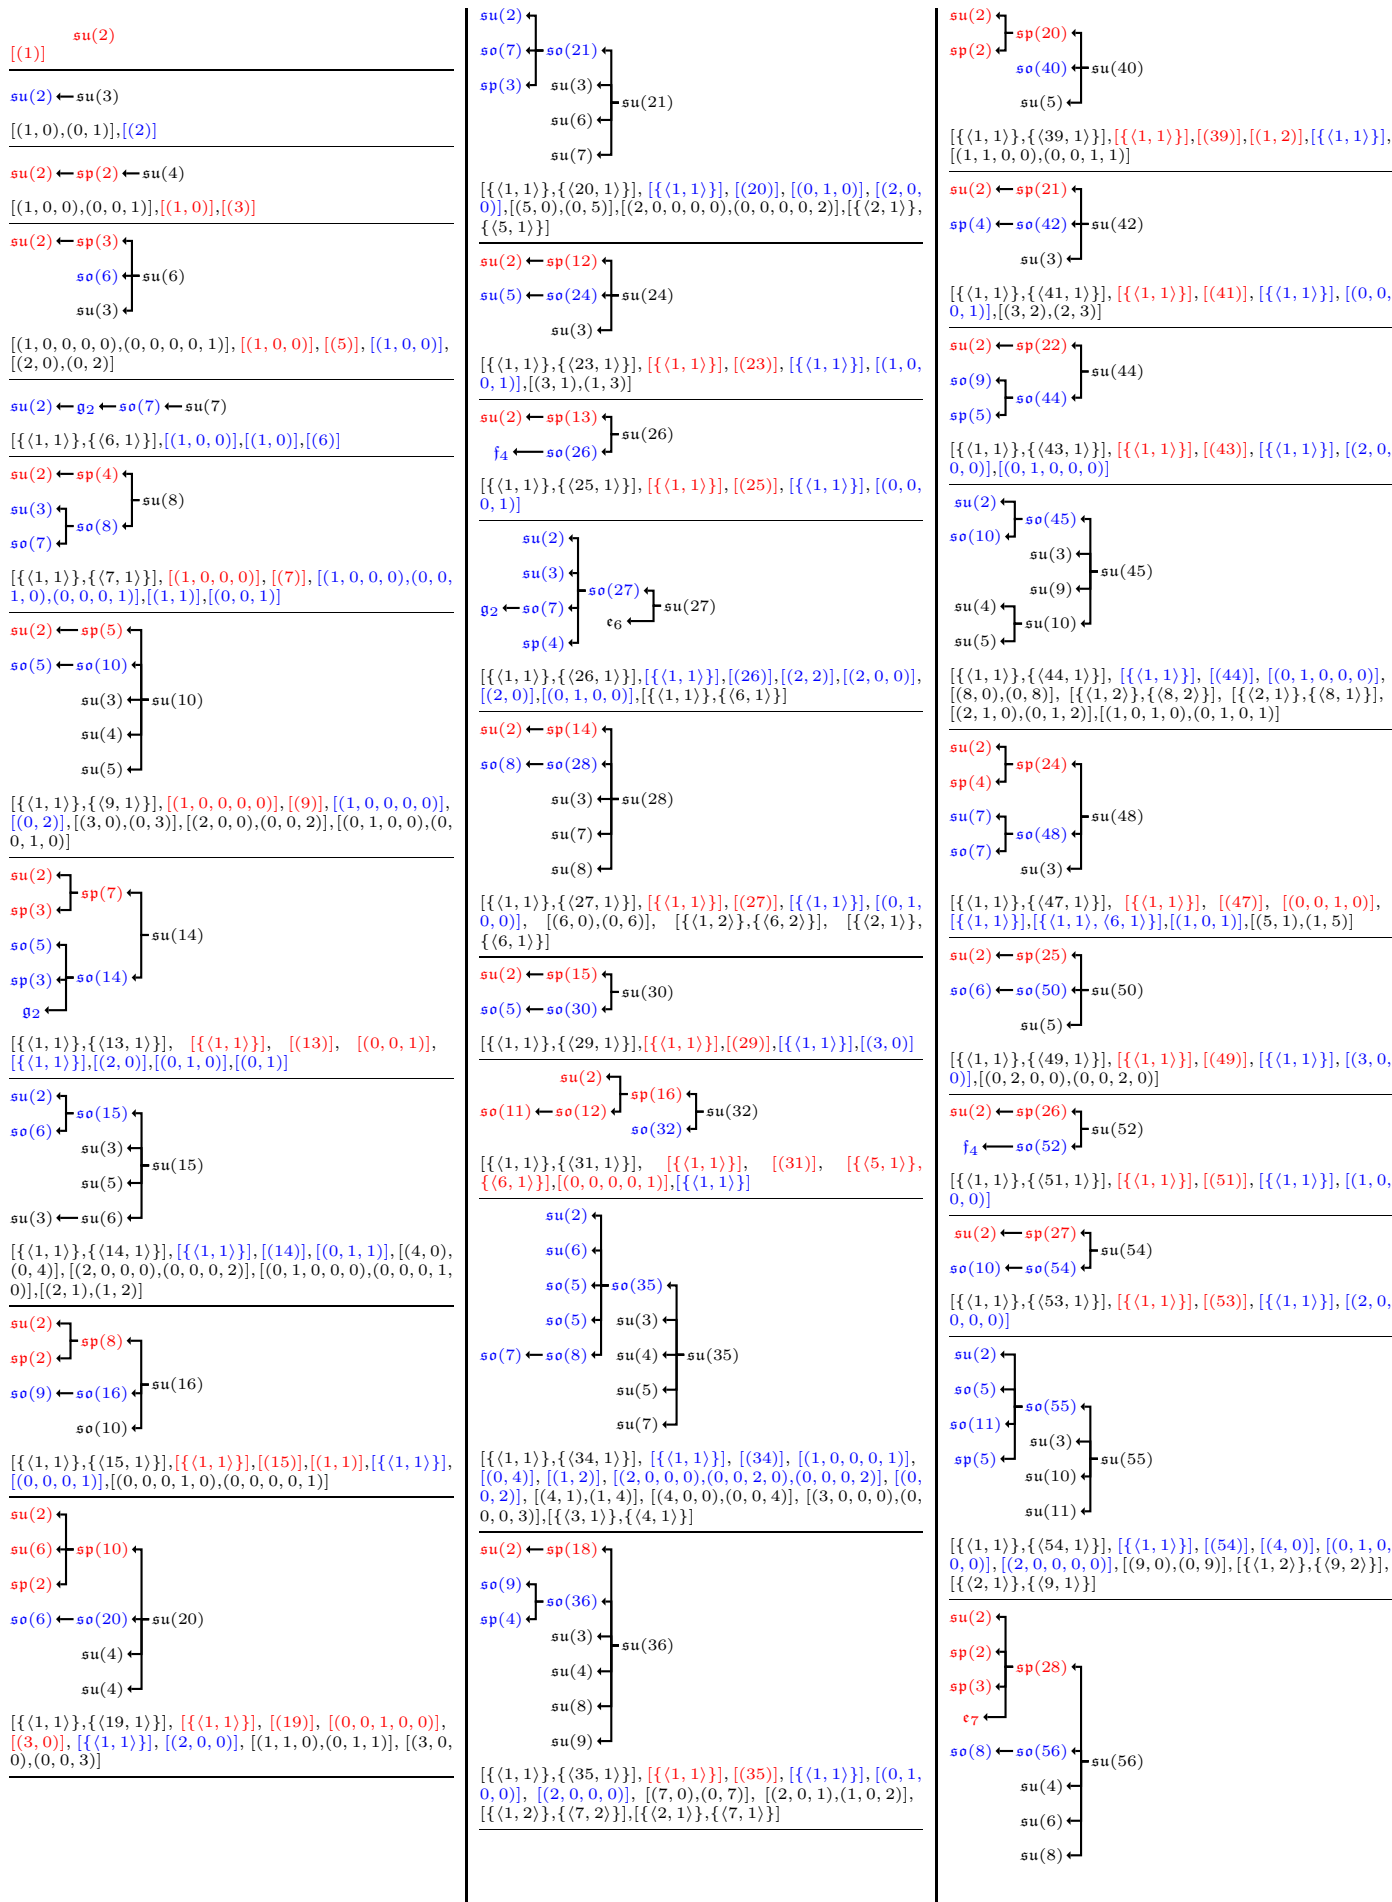 𝔰𝔲(2)
[(1)]
𝔰𝔲(2) 𝔰𝔲(3)
[(1,0),(0,1)],[(2)]
𝔰𝔲(2) 𝔰𝔭(2) 𝔰𝔲(4)
[(1,0,0),(0,0,1)],[(1,0)],[(3)]
𝔰𝔲(2) 𝔰𝔭(3)
𝔰𝔬(6) 𝔰𝔲(6)
𝔰𝔲(3)
[(1,0,0,0,0),(0,0,0,0,1)],[(1,0,0)],[(5)],[(1,0,0)],
[(2,0),(0,2)]
𝔰𝔲(2) 𝔤₂ 𝔰𝔬(7) 𝔰𝔲(7)
[{⟨1,1⟩},{⟨6,1⟩}],[(1,0,0)],[(1,0)],[(6)]
𝔰𝔲(2) 𝔰𝔭(4)
𝔰𝔲(8)
𝔰𝔲(3)
𝔰𝔬(8)
𝔰𝔬(7)
[{⟨1,1⟩},{⟨7,1⟩}],[(1,0,0,0)],[(7)],[(1,0,0,0),(0,0,
1,0),(0,0,0,1)],[(1,1)],[(0,0,1)]
𝔰𝔲(2) 𝔰𝔭(5)
𝔰𝔬(5) 𝔰𝔬(10)
𝔰𝔲(3) 𝔰𝔲(10)
𝔰𝔲(4)
𝔰𝔲(5)
[{⟨1,1⟩},{⟨9,1⟩}],[(1,0,0,0,0)],[(9)],[(1,0,0,0,0)],
[(0,2)],[(3,0),(0,3)],[(2,0,0),(0,0,2)],[(0,1,0,0),(0,
0,1,0)]
𝔰𝔲(2)
𝔰𝔭(7)
𝔰𝔭(3)
𝔰𝔲(14)
𝔰𝔬(5)
𝔰𝔭(3) 𝔰𝔬(14)
𝔤₂
[{⟨1,1⟩},{⟨13,1⟩}], [{⟨1,1⟩}], [(13)], [(0,0,1)],
[{⟨1,1⟩}],[(2,0)],[(0,1,0)],[(0,1)]
𝔰𝔲(2)
𝔰𝔬(15)
𝔰𝔬(6)
𝔰𝔲(3)
𝔰𝔲(15)
𝔰𝔲(5)
𝔰𝔲(3) 𝔰𝔲(6)
[{⟨1,1⟩},{⟨14,1⟩}],[{⟨1,1⟩}],[(14)],[(0,1,1)],[(4,0),
(0,4)],[(2,0,0,0),(0,0,0,2)],[(0,1,0,0,0),(0,0,0,1,
0)],[(2,1),(1,2)]
𝔰𝔲(2)
𝔰𝔭(8)
𝔰𝔭(2)
𝔰𝔲(16)
𝔰𝔬(9) 𝔰𝔬(16)
𝔰𝔬(10)
[{⟨1,1⟩},{⟨15,1⟩}],[{⟨1,1⟩}],[(15)],[(1,1)],[{⟨1,1⟩}],
[(0,0,0,1)],[(0,0,0,1,0),(0,0,0,0,1)]
𝔰𝔲(2)
𝔰𝔲(6) 𝔰𝔭(10)
𝔰𝔭(2)
𝔰𝔬(6) 𝔰𝔬(20) 𝔰𝔲(20)
𝔰𝔲(4)
𝔰𝔲(4)
[{⟨1,1⟩},{⟨19,1⟩}], [{⟨1,1⟩}], [(19)], [(0,0,1,0,0)],
[(3,0)], [{⟨1,1⟩}], [(2,0,0)], [(1,1,0),(0,1,1)], [(3,0,
0),(0,0,3)]
𝔰𝔲(2)
𝔰𝔬(7) 𝔰𝔬(21)
𝔰𝔭(3) 𝔰𝔲(3)
𝔰𝔲(21)
𝔰𝔲(6)
𝔰𝔲(7)
[{⟨1,1⟩},{⟨20,1⟩}], [{⟨1,1⟩}], [(20)], [(0,1,0)], [(2,0,
0)],[(5,0),(0,5)],[(2,0,0,0,0),(0,0,0,0,2)],[{⟨2,1⟩},
{⟨5,1⟩}]
𝔰𝔲(2) 𝔰𝔭(12)
𝔰𝔲(5) 𝔰𝔬(24) 𝔰𝔲(24)
𝔰𝔲(3)
[{⟨1,1⟩},{⟨23,1⟩}], [{⟨1,1⟩}], [(23)], [{⟨1,1⟩}], [(1,0,
0,1)],[(3,1),(1,3)]
𝔰𝔲(2) 𝔰𝔭(13)
𝔰𝔲(26)
𝔣₄ 𝔰𝔬(26)
[{⟨1,1⟩},{⟨25,1⟩}], [{⟨1,1⟩}], [(25)], [{⟨1,1⟩}], [(0,0,
0,1)]
𝔰𝔲(2)
𝔰𝔲(3)
𝔰𝔬(27)
𝔤₂ 𝔰𝔬(7) 𝔰𝔲(27)
𝔢₆
𝔰𝔭(4)
[{⟨1,1⟩},{⟨26,1⟩}],[{⟨1,1⟩}],[(26)],[(2,2)],[(2,0,0)],
[(2,0)],[(0,1,0,0)],[{⟨1,1⟩},{⟨6,1⟩}]
𝔰𝔲(2) 𝔰𝔭(14)
𝔰𝔬(8) 𝔰𝔬(28)
𝔰𝔲(3) 𝔰𝔲(28)
𝔰𝔲(7)
𝔰𝔲(8)
[{⟨1,1⟩},{⟨27,1⟩}], [{⟨1,1⟩}], [(27)], [{⟨1,1⟩}], [(0,1,
0,0)], [(6,0),(0,6)], [{⟨1,2⟩},{⟨6,2⟩}], [{⟨2,1⟩},
{⟨6,1⟩}]
𝔰𝔲(2) 𝔰𝔭(15)
𝔰𝔲(30)
𝔰𝔬(5) 𝔰𝔬(30)
[{⟨1,1⟩},{⟨29,1⟩}],[{⟨1,1⟩}],[(29)],[{⟨1,1⟩}],[(3,0)]
𝔰𝔲(2)
𝔰𝔭(16)
𝔰𝔬(11) 𝔰𝔬(12) 𝔰𝔲(32)
𝔰𝔬(32)
[{⟨1,1⟩},{⟨31,1⟩}], [{⟨1,1⟩}], [(31)], [{⟨5,1⟩},
{⟨6,1⟩}],[(0,0,0,0,1)],[{⟨1,1⟩}]
𝔰𝔲(2)
𝔰𝔲(6)
𝔰𝔬(5) 𝔰𝔬(35)
𝔰𝔬(5) 𝔰𝔲(3)
𝔰𝔬(7) 𝔰𝔬(8) 𝔰𝔲(4) 𝔰𝔲(35)
𝔰𝔲(5)
𝔰𝔲(7)
[{⟨1,1⟩},{⟨34,1⟩}], [{⟨1,1⟩}], [(34)], [(1,0,0,0,1)],
[(0,4)], [(1,2)], [(2,0,0,0),(0,0,2,0),(0,0,0,2)], [(0,
0,2)], [(4,1),(1,4)], [(4,0,0),(0,0,4)], [(3,0,0,0),(0,
0,0,3)],[{⟨3,1⟩},{⟨4,1⟩}]
𝔰𝔲(2) 𝔰𝔭(18)
𝔰𝔬(9)
𝔰𝔬(36)
𝔰𝔭(4)
𝔰𝔲(3)
𝔰𝔲(36)
𝔰𝔲(4)
𝔰𝔲(8)
𝔰𝔲(9)
[{⟨1,1⟩},{⟨35,1⟩}], [{⟨1,1⟩}], [(35)], [{⟨1,1⟩}], [(0,1,
0,0)], [(2,0,0,0)], [(7,0),(0,7)], [(2,0,1),(1,0,2)],
[{⟨1,2⟩},{⟨7,2⟩}],[{⟨2,1⟩},{⟨7,1⟩}]
𝔰𝔲(2)
𝔰𝔭(20)
𝔰𝔭(2)
𝔰𝔬(40) 𝔰𝔲(40)
𝔰𝔲(5)
[{⟨1,1⟩},{⟨39,1⟩}],[{⟨1,1⟩}],[(39)],[(1,2)],[{⟨1,1⟩}],
[(1,1,0,0),(0,0,1,1)]
𝔰𝔲(2) 𝔰𝔭(21)
𝔰𝔭(4) 𝔰𝔬(42) 𝔰𝔲(42)
𝔰𝔲(3)
[{⟨1,1⟩},{⟨41,1⟩}], [{⟨1,1⟩}], [(41)], [{⟨1,1⟩}], [(0,0,
0,1)],[(3,2),(2,3)]
𝔰𝔲(2) 𝔰𝔭(22)
𝔰𝔲(44)
𝔰𝔬(9)
𝔰𝔬(44)
𝔰𝔭(5)
[{⟨1,1⟩},{⟨43,1⟩}], [{⟨1,1⟩}], [(43)], [{⟨1,1⟩}], [(2,0,
0,0)],[(0,1,0,0,0)]
𝔰𝔲(2)
𝔰𝔬(45)
𝔰𝔬(10)
𝔰𝔲(3)
𝔰𝔲(45)
𝔰𝔲(9)
𝔰𝔲(4)
𝔰𝔲(10)
𝔰𝔲(5)
[{⟨1,1⟩},{⟨44,1⟩}], [{⟨1,1⟩}], [(44)], [(0,1,0,0,0)],
[(8,0),(0,8)], [{⟨1,2⟩},{⟨8,2⟩}], [{⟨2,1⟩},{⟨8,1⟩}],
[(2,1,0),(0,1,2)],[(1,0,1,0),(0,1,0,1)]
𝔰𝔲(2)
𝔰𝔭(24)
𝔰𝔭(4)
𝔰𝔲(7) 𝔰𝔲(48)
𝔰𝔬(48)
𝔰𝔬(7)
𝔰𝔲(3)
[{⟨1,1⟩},{⟨47,1⟩}], [{⟨1,1⟩}], [(47)], [(0,0,1,0)],
[{⟨1,1⟩}],[{⟨1,1⟩,⟨6,1⟩}],[(1,0,1)],[(5,1),(1,5)]
𝔰𝔲(2) 𝔰𝔭(25)
𝔰𝔬(6) 𝔰𝔬(50) 𝔰𝔲(50)
𝔰𝔲(5)
[{⟨1,1⟩},{⟨49,1⟩}], [{⟨1,1⟩}], [(49)], [{⟨1,1⟩}], [(3,0,
0)],[(0,2,0,0),(0,0,2,0)]
𝔰𝔲(2) 𝔰𝔭(26)
𝔰𝔲(52)
𝔣₄ 𝔰𝔬(52)
[{⟨1,1⟩},{⟨51,1⟩}], [{⟨1,1⟩}], [(51)], [{⟨1,1⟩}], [(1,0,
0,0)]
𝔰𝔲(2) 𝔰𝔭(27)
𝔰𝔲(54)
𝔰𝔬(10) 𝔰𝔬(54)
[{⟨1,1⟩},{⟨53,1⟩}], [{⟨1,1⟩}], [(53)], [{⟨1,1⟩}], [(2,0,
0,0,0)]
𝔰𝔲(2)
𝔰𝔬(5)
𝔰𝔬(55)
𝔰𝔬(11)
𝔰𝔲(3)
𝔰𝔭(5) 𝔰𝔲(55)
𝔰𝔲(10)
𝔰𝔲(11)
[{⟨1,1⟩},{⟨54,1⟩}], [{⟨1,1⟩}], [(54)], [(4,0)], [(0,1,0,
0,0)], [(2,0,0,0,0)], [(9,0),(0,9)], [{⟨1,2⟩},{⟨9,2⟩}],
[{⟨2,1⟩},{⟨9,1⟩}]
𝔰𝔲(2)
𝔰𝔭(2)
𝔰𝔭(28)
𝔰𝔭(3)
𝔢₇
𝔰𝔬(8) 𝔰𝔬(56) 𝔰𝔲(56)
𝔰𝔲(4)
𝔰𝔲(6)
𝔰𝔲(8)